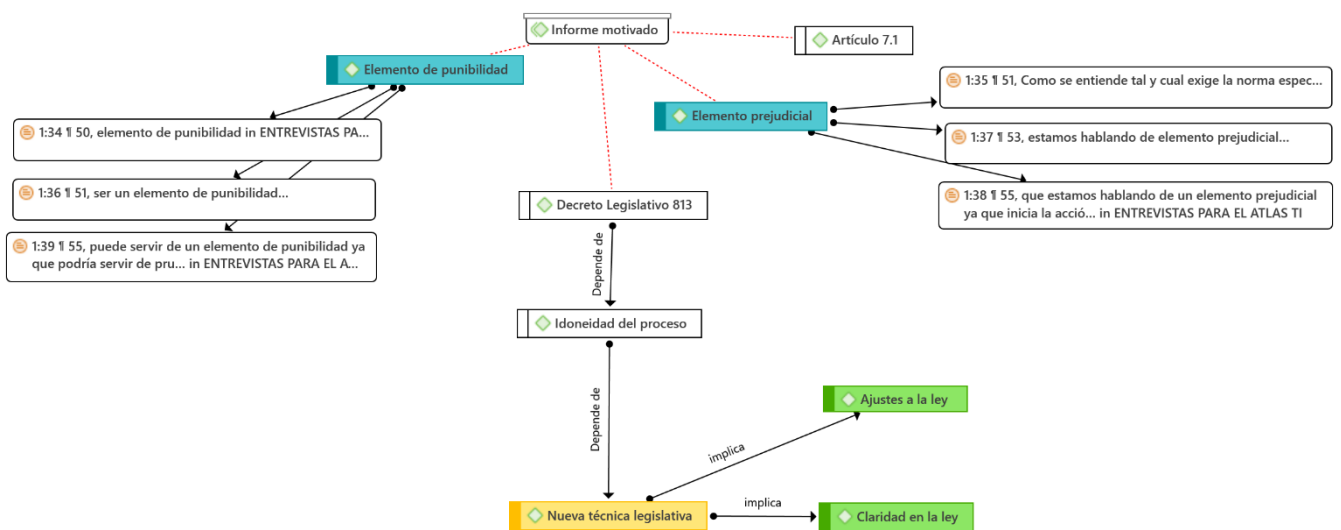 Informe motivado
Artículo 7.1
Elemento de punibilidad
1:35 ¶ 51, Como se entiende tal y cual exige la norma espec...
Elemento prejudicial
1:34 ¶ 50, elemento de punibilidad in ENTREVISTAS PA...
1:37 ¶ 53, estamos hablando de elemento prejudicial...
1:36 ¶ 51, ser un elemento de punibilidad...
1:38 ¶ 55, que estamos hablando de un elemento prejudicial
ya que inicia la acció... in ENTREVISTAS PARA EL ATLAS TI
Decreto Legislativo 813
1:39 ¶ 55, puede servir de un elemento de punibilidad ya
que podría servir de pru... in ENTREVISTAS PARA EL A...
Depende de
Idoneidad del proceso
Depende de
Ajustes a la ley
implica
implica
Nueva técnica legislativa
Claridad en la ley